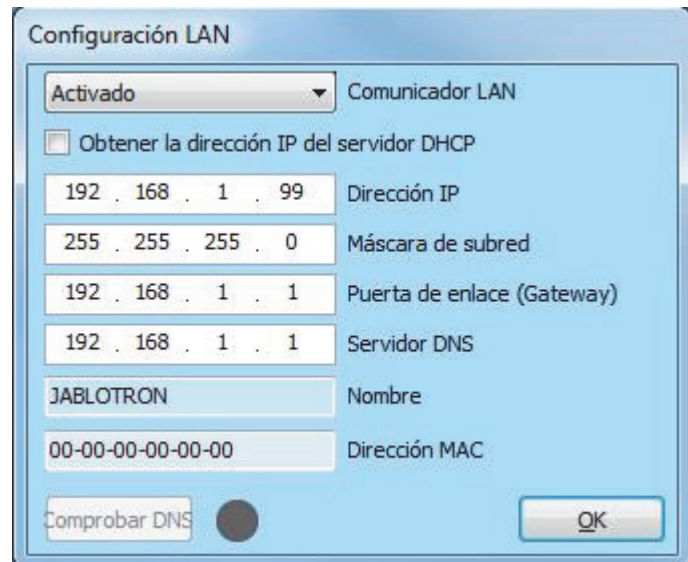 Configuración LAN
Activado Comunicador LAN
Obtener la dirección IP del servidor DHCP
192 . 168 . 1 . 99 Dirección IP
255 . 255 . 255 . 0 Máscara de subred
192 . 168 . 1 . 1 Puerta de enlace (Gateway)
192 . 168 . 1 . 1 Servidor DNS
JABLOTRON Nombre
00-00-00-00-00-00 Dirección MAC
Comprobar DNS OK